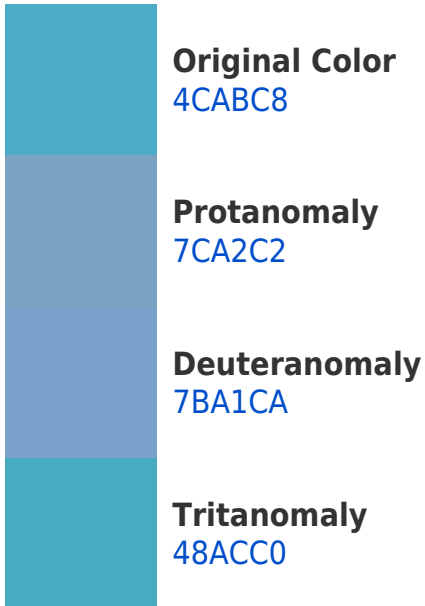 Original Color
4CABC8
Protanomaly
7CA2C2
Deuteranomaly
7BA1CA
Tritanomaly
48ACC0